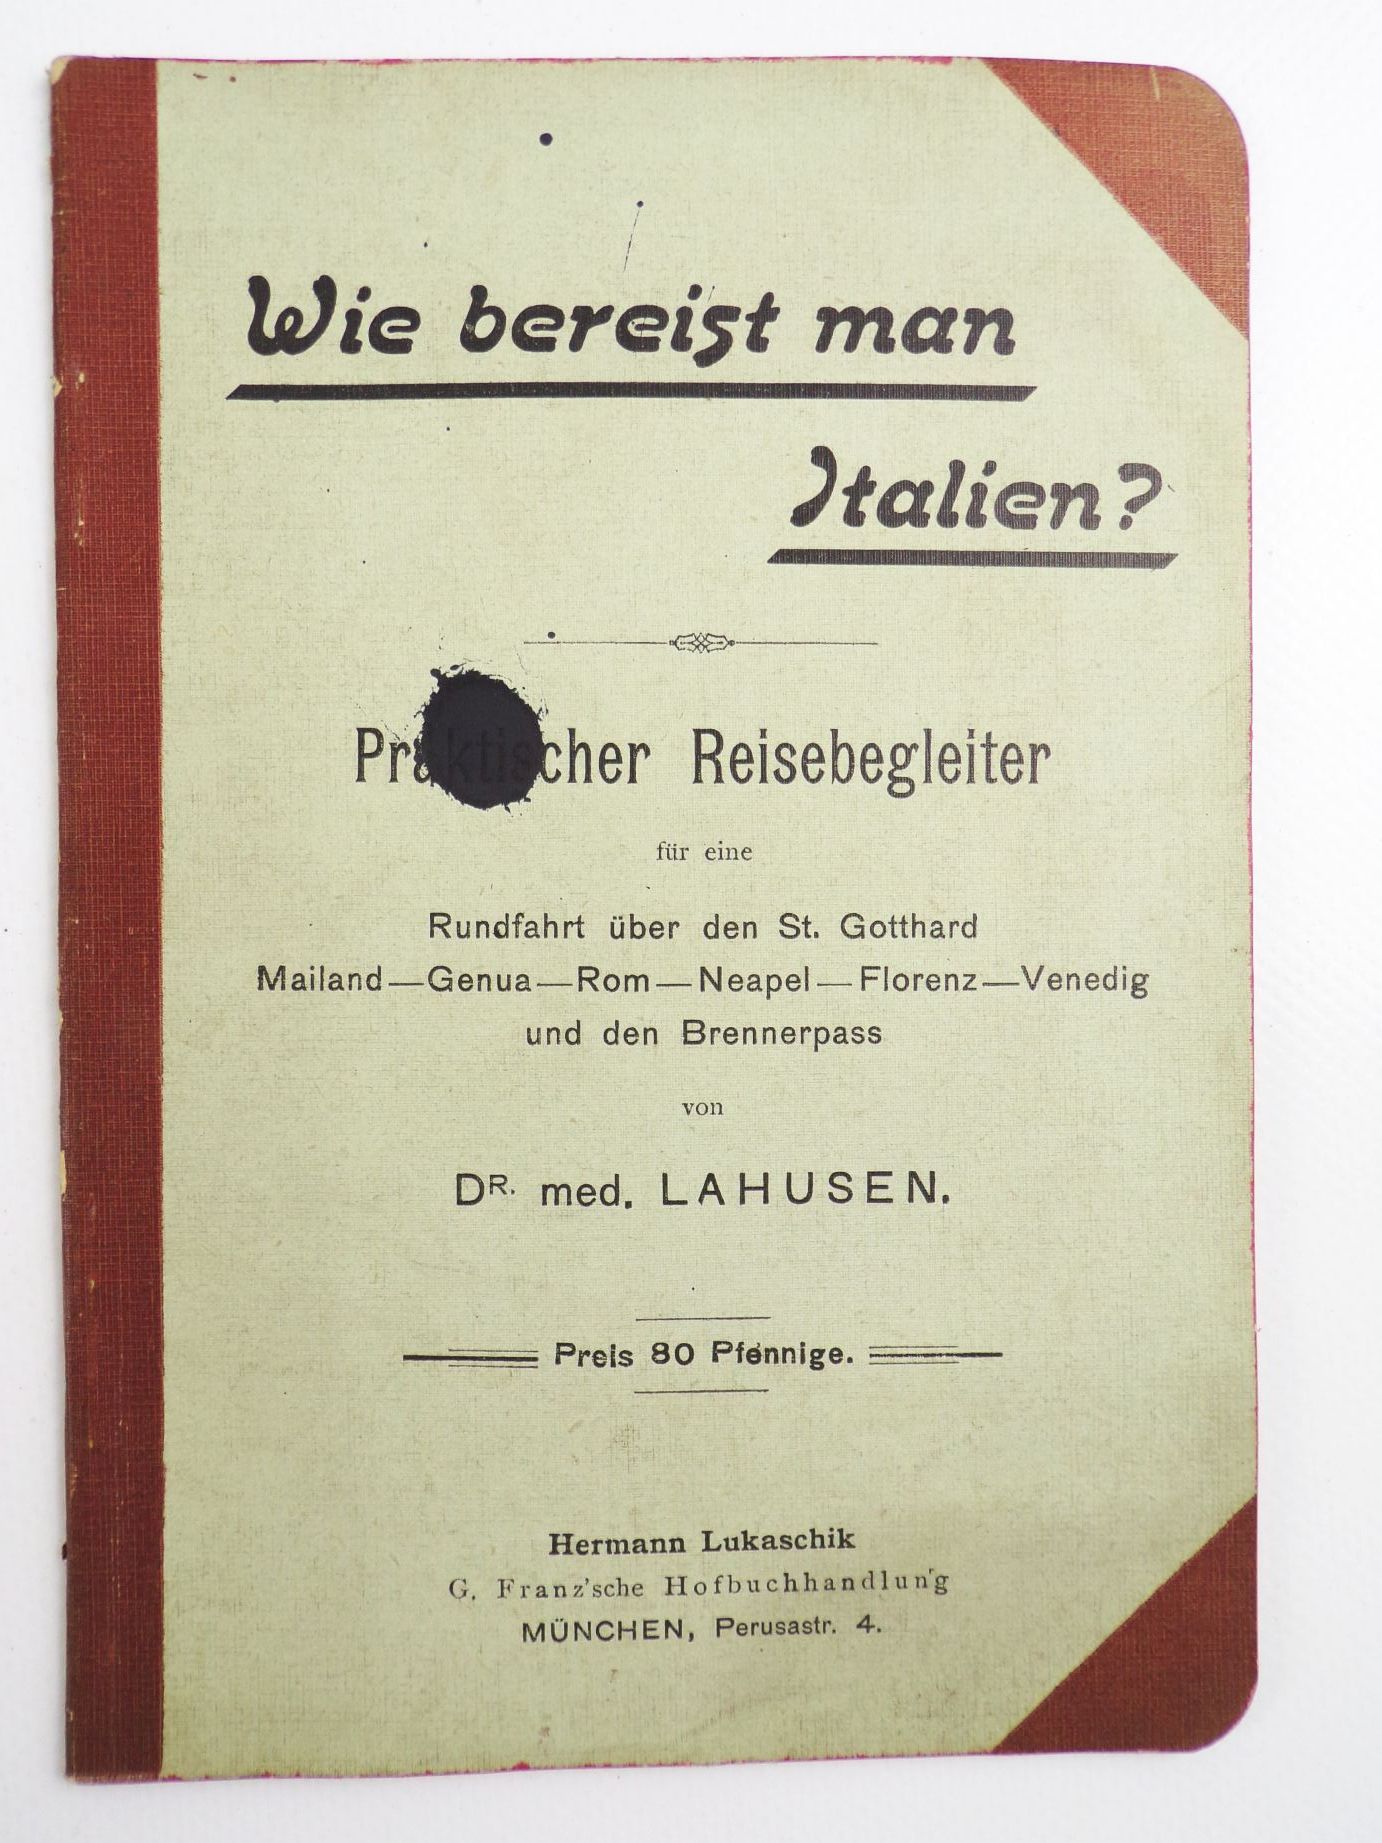 Wie bereist man
Italien?
Praktischer Reisebegleiter
für eine
Rundfahrt über den St. Gotthard
Mailand—Genua—Rom—Neapel—Florenz—Venedig
und den Brennerpass
von
DR. med. LAHUSEN.
Preis 80 Pfennige.
Hermann Lukaschik
G. Franz'sche Hofbuchhandlung
MÜNCHEN, Perusastr. 4.